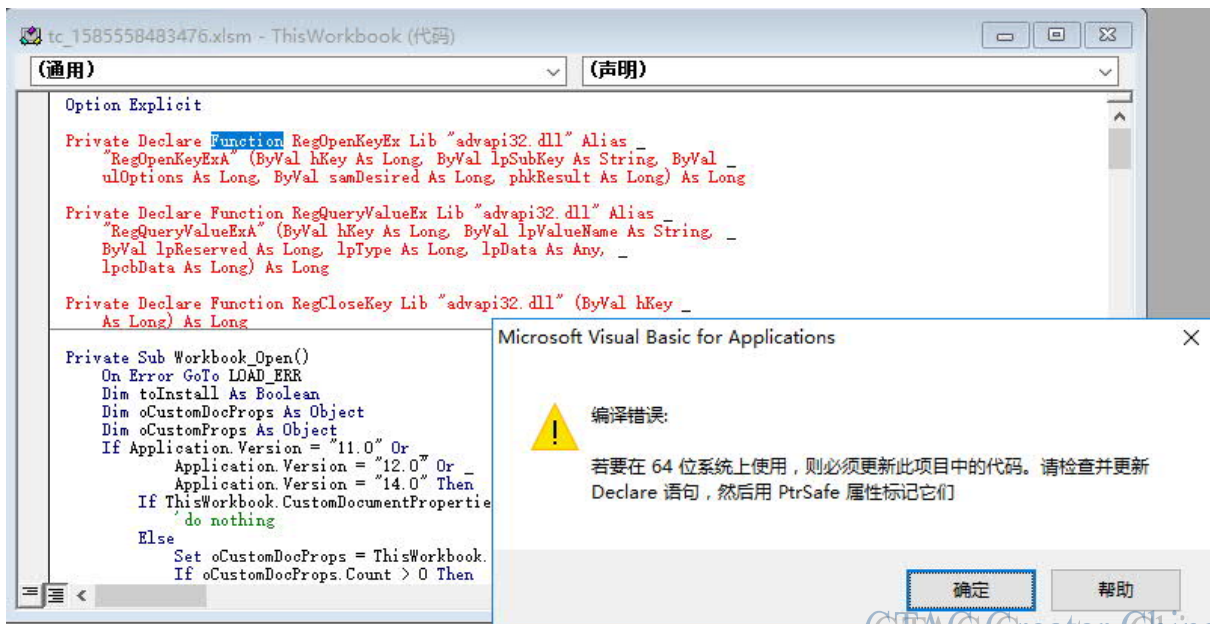 tc_1585558483476.xlsm - ThisWorkbook (代码)
(通用) (声明)
Option Explicit
Private Declare Function RegOpenKeyEx Lib "advapi32.dll" Alias _
"RegOpenKeyExA" (ByVal hKey As Long, ByVal lpSubKey As String, ByVal _
ulOptions As Long, ByVal samDesired As Long, phkResult As Long) As Long
Private Declare Function RegQueryValueEx Lib "advapi32.dll" Alias _
"RegQueryValueExA" (ByVal hKey As Long, ByVal lpValueName As String, _
ByVal lpReserved As Long, lpType As Long, lpData As Any, _
lpcbData As Long) As Long
Private Declare Function RegCloseKey Lib "advapi32.dll" (ByVal hKey _
As Long) As Long
Private Sub Workbook_Open()
On Error GoTo LOAD_ERR
Dim toInstall As Boolean
Dim oCustomDocProps As Object
Dim oCustomProps As Object
If Application.Version = "11.0" Or _
Application.Version = "12.0" Or _
Application.Version = "14.0" Then
If ThisWorkbook.CustomDocumentPropertie
'do nothing
Else
Set oCustomDocProps = ThisWorkbook.
If oCustomDocProps.Count > 0 Then
Microsoft Visual Basic for Applications
编译错误:
若要在 64 位系统上使用，则必须更新此项目中的代码。请检查并更新
Declare 语句，然后用 PtrSafe 属性标记它们
确定 帮助